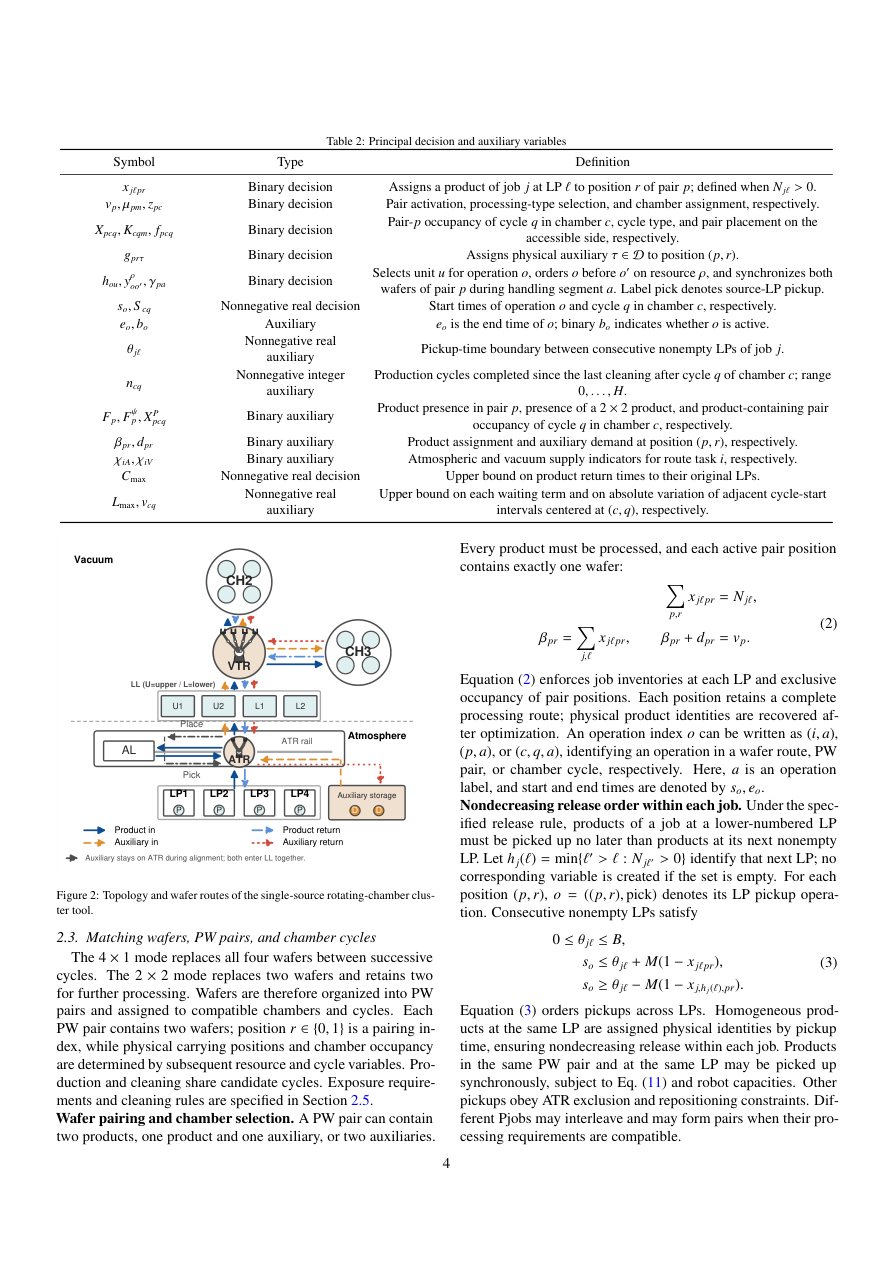 Table 2: Principal decision and auxiliary variables
Symbol Type Definition
x_{jℓpr} Binary decision Assigns a product of job j at LP ℓ to position r of pair p; defined when N_{jℓ} > 0.
v_p, μ_{pm}, z_{pc} Binary decision Pair activation, processing-type selection, and chamber assignment, respectively.
X_{pcq}, K_{cqm}, f_{pcq} Binary decision Pair-p occupancy of cycle q in chamber c, cycle type, and pair placement on the
accessible side, respectively.
g_{prτ} Binary decision Assigns physical auxiliary τ ∈ 𝒟 to position (p, r).
h_{ou}, y^ρ_{oo′}, γ_{pa} Binary decision Selects unit u for operation o, orders o before o′ on resource ρ, and synchronizes both
wafers of pair p during handling segment a. Label pick denotes source-LP pickup.
s_o, S_{cq} Nonnegative real decision Start times of operation o and cycle q in chamber c, respectively.
e_o, b_o Auxiliary e_o is the end time of o; binary b_o indicates whether o is active.
θ_{jℓ} Nonnegative real
auxiliary Pickup-time boundary between consecutive nonempty LPs of job j.
n_{cq} Nonnegative integer
auxiliary Production cycles completed since the last cleaning after cycle q of chamber c; range
0, . . . , H.
F_p, F^ψ_p, X^P_{pcq} Binary auxiliary Product presence in pair p, presence of a 2 × 2 product, and product-containing pair
occupancy of cycle q in chamber c, respectively.
β_{pr}, d_{pr} Binary auxiliary Product assignment and auxiliary demand at position (p, r), respectively.
χ_{iA}, χ_{iV} Binary auxiliary Atmospheric and vacuum supply indicators for route task i, respectively.
C_max Nonnegative real decision Upper bound on product return times to their original LPs.
L_max, ν_{cq} Nonnegative real
auxiliary Upper bound on each waiting term and on absolute variation of adjacent cycle-start
intervals centered at (c, q), respectively.
Vacuum
CH2
VTR
CH3
LL (U=upper / L=lower)
U1 U2 L1 L2
Place
Atmosphere
AL
ATR rail
ATR
Pick
LP1 LP2 LP3 LP4 Auxiliary storage
P P P P D D
Product in Product return
Auxiliary in Auxiliary return
Auxiliary stays on ATR during alignment; both enter LL together.
Figure 2: Topology and wafer routes of the single-source rotating-chamber clus-
ter tool.
2.3. Matching wafers, PW pairs, and chamber cycles
The 4 × 1 mode replaces all four wafers between successive
cycles. The 2 × 2 mode replaces two wafers and retains two
for further processing. Wafers are therefore organized into PW
pairs and assigned to compatible chambers and cycles. Each
PW pair contains two wafers; position r ∈ {0, 1} is a pairing in-
dex, while physical carrying positions and chamber occupancy
are determined by subsequent resource and cycle variables. Pro-
duction and cleaning share candidate cycles. Exposure require-
ments and cleaning rules are specified in Section 2.5.
Wafer pairing and chamber selection. A PW pair can contain
two products, one product and one auxiliary, or two auxiliaries.
Every product must be processed, and each active pair position
contains exactly one wafer:
∑_{p,r} x_{jℓpr} = N_{jℓ},
β_{pr} = ∑_{j,ℓ} x_{jℓpr}, β_{pr} + d_{pr} = v_p. (2)
Equation (2) enforces job inventories at each LP and exclusive
occupancy of pair positions. Each position retains a complete
processing route; physical product identities are recovered af-
ter optimization. An operation index o can be written as (i, a),
(p, a), or (c, q, a), identifying an operation in a wafer route, PW
pair, or chamber cycle, respectively. Here, a is an operation
label, and start and end times are denoted by s_o, e_o.
Nondecreasing release order within each job. Under the spec-
ified release rule, products of a job at a lower-numbered LP
must be picked up no later than products at its next nonempty
LP. Let h_j(ℓ) = min{ℓ′ > ℓ : N_{jℓ′} > 0} identify that next LP; no
corresponding variable is created if the set is empty. For each
position (p, r), o = ((p, r), pick) denotes its LP pickup opera-
tion. Consecutive nonempty LPs satisfy
0 ≤ θ_{jℓ} ≤ B,
s_o ≤ θ_{jℓ} + M(1 − x_{jℓpr}), (3)
s_o ≥ θ_{jℓ} − M(1 − x_{j,h_j(ℓ),pr}).
Equation (3) orders pickups across LPs. Homogeneous prod-
ucts at the same LP are assigned physical identities by pickup
time, ensuring nondecreasing release within each job. Products
in the same PW pair and at the same LP may be picked up
synchronously, subject to Eq. (11) and robot capacities. Other
pickups obey ATR exclusion and repositioning constraints. Dif-
ferent Pjobs may interleave and may form pairs when their pro-
cessing requirements are compatible.
4